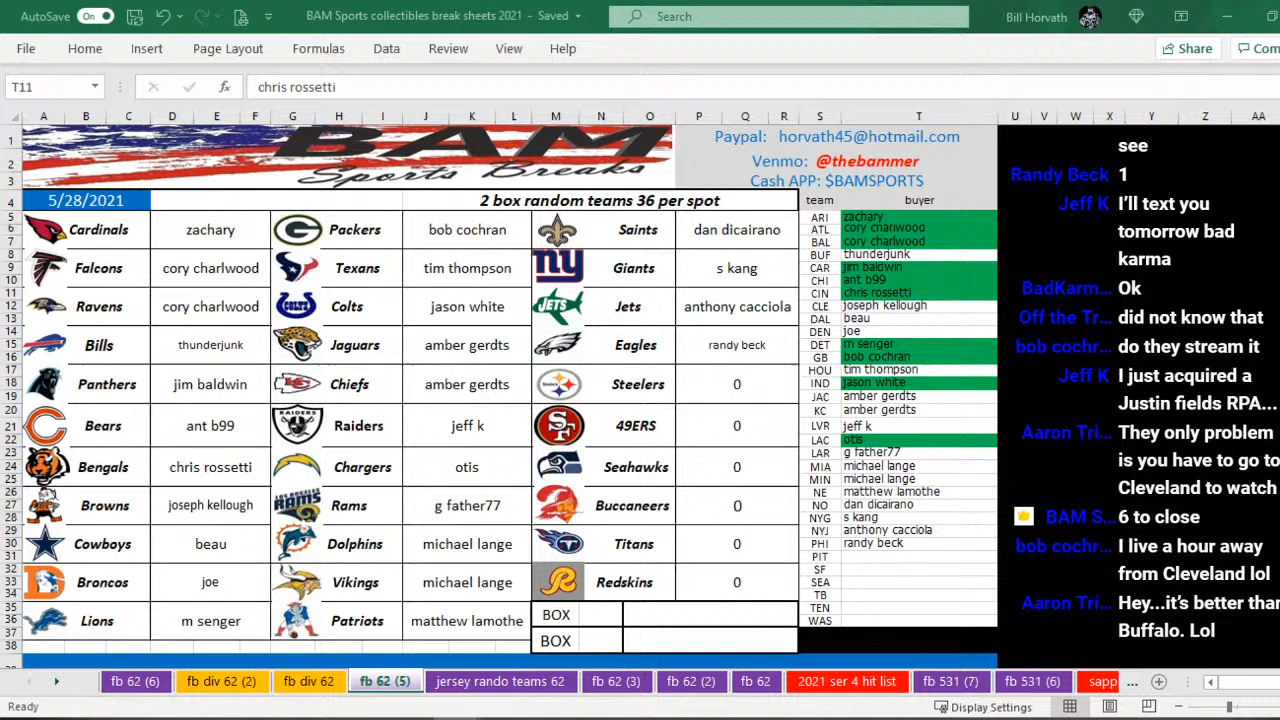 AutoSave On BAM Sports collectibles break sheets 2021 - Saved Search Bill Horvath
File Home Insert Page Layout Formulas Data Review View Help Share Com
T11 fx chris rossetti
A B C D E F G H I J K L M N O P Q R S T U V W X Y Z AA
BAM
Sports Breaks
Paypal: horvath45@hotmail.com
Venmo: @thebammer
Cash APP: $BAMSPORTS
5/28/2021 2 box random teams 36 per spot team buyer
Cardinals zachary Packers bob cochran Saints dan dicairano
Falcons cory charlwood Texans tim thompson Giants s kang
Ravens cory charlwood Colts jason white Jets anthony cacciola
Bills thunderjunk Jaguars amber gerdts Eagles randy beck
Panthers jim baldwin Chiefs amber gerdts Steelers 0
Bears ant b99 Raiders jeff k 49ERS 0
Bengals chris rossetti Chargers otis Seahawks 0
Browns joseph kellough Rams g father77 Buccaneers 0
Cowboys beau Dolphins michael lange Titans 0
Broncos joe Vikings michael lange Redskins 0
Lions m senger Patriots matthew lamothe BOX
BOX
ARI zachary
ATL cory charlwood
BAL cory charlwood
BUF thunderjunk
CAR jim baldwin
CHI ant b99
CIN chris rossetti
CLE joseph kellough
DAL beau
DEN joe
DET m senger
GB bob cochran
HOU tim thompson
IND jason white
JAC amber gerdts
KC amber gerdts
LVR jeff k
LAC otis
LAR g father77
MIA michael lange
MIN michael lange
NE matthew lamothe
NO dan dicairano
NYG s kang
NYJ anthony cacciola
PHI randy beck
PIT
SF
SEA
TB
TEN
WAS
see
Randy Beck 1
Jeff K I'll text you
tomorrow bad
karma
BadKarm... Ok
Off the Tr... did not know that
bob cochr... do they stream it
Jeff K I just acquired a
Justin fields RPA...
Aaron Tri... They only problem
is you have to go to
Cleveland to watch
BAM S... 6 to close
bob cochr... I live a hour away
from Cleveland lol
Aaron Tri... Hey...it's better than
Buffalo. Lol
fb 62 (6) fb div 62 (2) fb div 62 fb 62 (5) jersey rando teams 62 fb 62 (3) fb 62 (2) fb 62 2021 ser 4 hit list fb 531 (7) fb 531 (6) sapp ...
Ready Display Settings